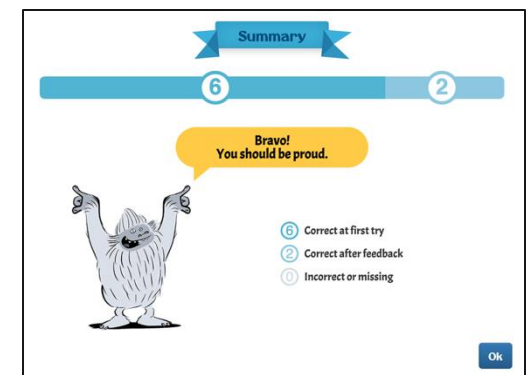 Summary
6 2
Bravo!
You should be proud.
6 Correct at first try
2 Correct after feedback
0 Incorrect or missing
Ok